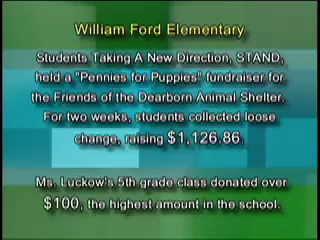 William Ford Elementary
Students Taking A New Direction, STAND,
held a "Pennies for Puppies" fundraiser for
the Friends of the Dearborn Animal Shelter.
For two weeks, students collected loose
change, raising $1,126.86.
Ms. Luckow's 5th grade class donated over
$100, the highest amount in the school.